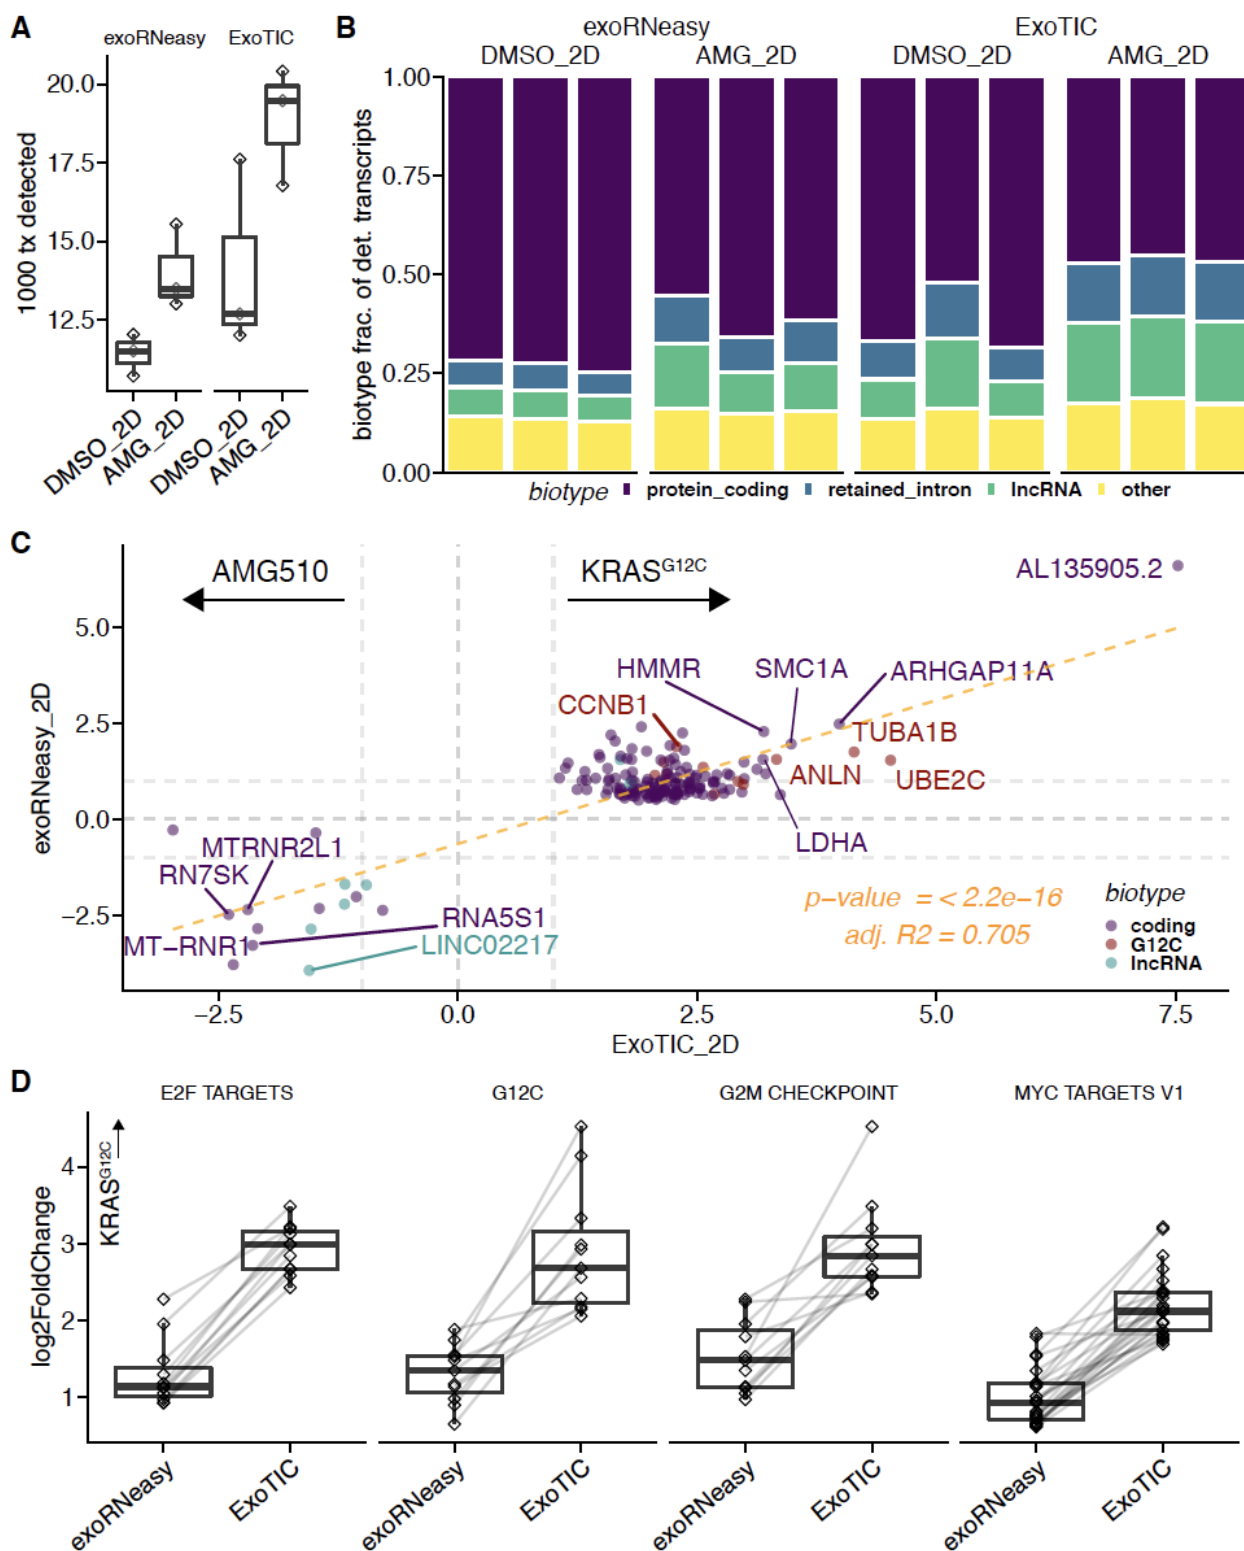 A
exoRNeasy ExoTIC
1000 tx detected
20.0
17.5
15.0
12.5
DMSO_2D
AMG_2D
DMSO_2D
AMG_2D
B
exoRNeasy ExoTIC
DMSO_2D AMG_2D DMSO_2D AMG_2D
biotype frac. of det. transcripts
1.00
0.75
0.50
0.25
0.00
biotype protein_coding retained_intron lncRNA other
C
AMG510
KRASG12C
AL135905.2
exoRNeasy_2D
5.0
2.5
0.0
−2.5
HMMR SMC1A ARHGAP11A
CCNB1
TUBA1B
ANLN UBE2C
LDHA
MTRNR2L1
RN7SK
RNA5S1
MT−RNR1
LINC02217
p−value = < 2.2e−16
adj. R2 = 0.705
biotype
coding
G12C
lncRNA
−2.5 0.0 2.5 5.0 7.5
ExoTIC_2D
D
E2F TARGETS G12C G2M CHECKPOINT MYC TARGETS V1
KRASG12C
log2FoldChange
4
3
2
1
exoRNeasy
ExoTIC
exoRNeasy
ExoTIC
exoRNeasy
ExoTIC
exoRNeasy
ExoTIC